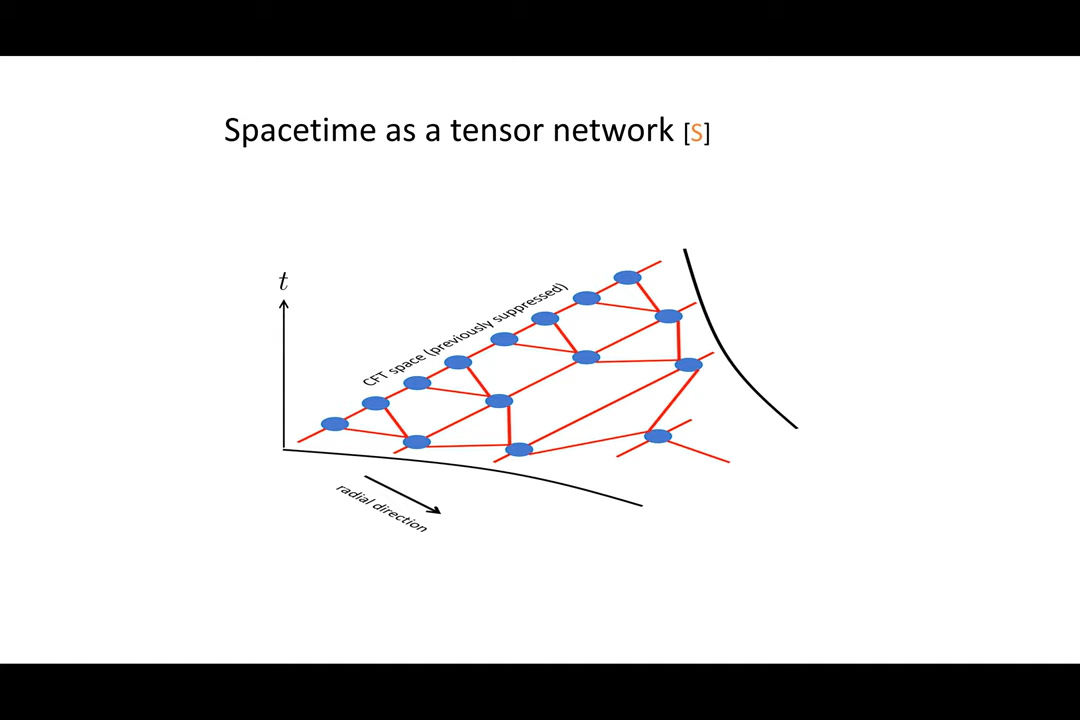 Spacetime as a tensor network [S]
t
CFT space (previously suppressed)
radial direction